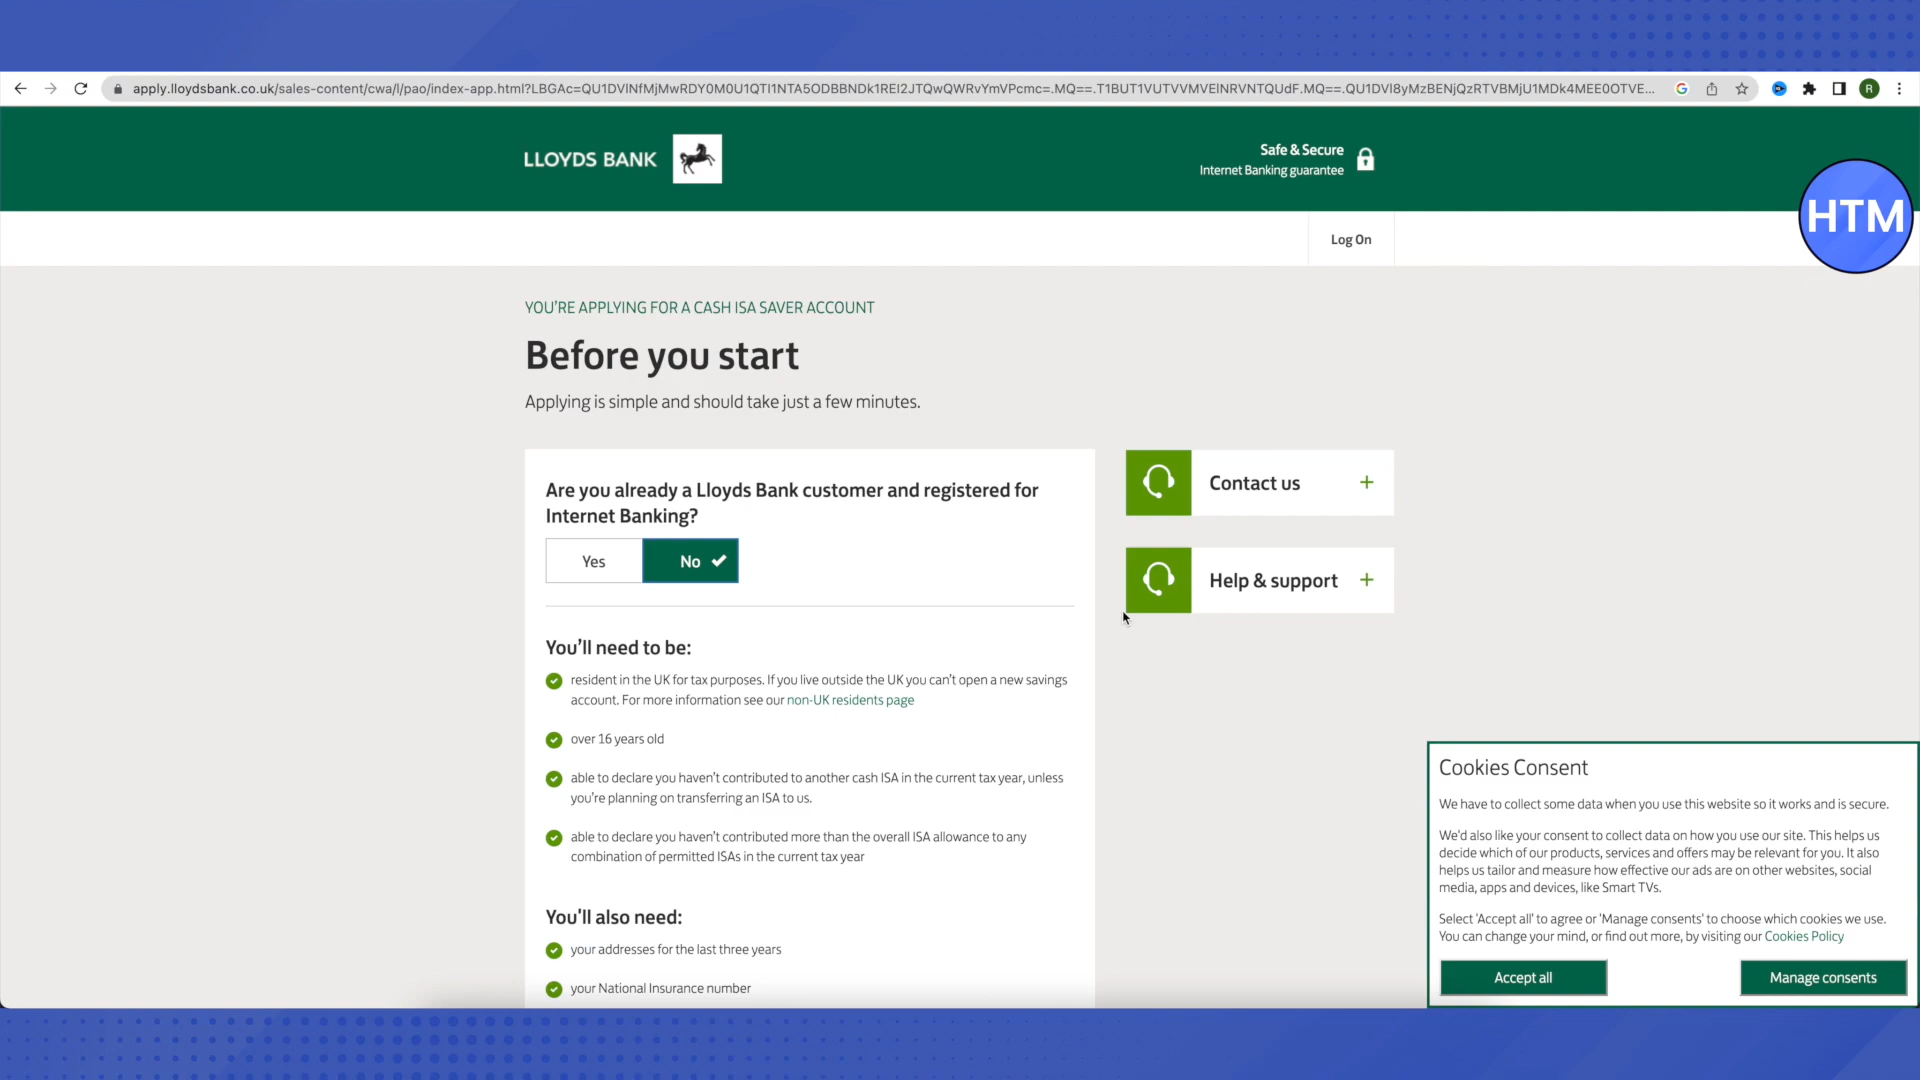 apply.lloydsbank.co.uk/sales-content/cwa/l/pao/index-app.html?LBGAc=QU1DVlNfMjMwRDY0M0U1QTI1NTA5ODBBNDk1REI2JTQwQWRvYmVPcmc=.MQ==.T1BUT1VUTVVMVElNRVNTQUdF.MQ==.QU1DVl8yMzBENjQzRTVBMjU1MDk4MEE0OTVE...
R
LLOYDS BANK
Safe & Secure
Internet Banking guarantee
HTM
Log On
YOU'RE APPLYING FOR A CASH ISA SAVER ACCOUNT
Before you start
Applying is simple and should take just a few minutes.
Are you already a Lloyds Bank customer and registered for
Internet Banking?
Yes
No
Contact us
Help & support
You'll need to be:
resident in the UK for tax purposes. If you live outside the UK you can't open a new savings
account. For more information see our non-UK residents page
over 16 years old
able to declare you haven't contributed to another cash ISA in the current tax year, unless
you're planning on transferring an ISA to us.
able to declare you haven't contributed more than the overall ISA allowance to any
combination of permitted ISAs in the current tax year
You'll also need:
your addresses for the last three years
your National Insurance number
Cookies Consent
We have to collect some data when you use this website so it works and is secure.
We'd also like your consent to collect data on how you use our site. This helps us
decide which of our products, services and offers may be relevant for you. It also
helps us tailor and measure how effective our ads are on other websites, social
media, apps and devices, like Smart TVs.
Select 'Accept all' to agree or 'Manage consents' to choose which cookies we use.
You can change your mind, or find out more, by visiting our Cookies Policy
Accept all
Manage consents